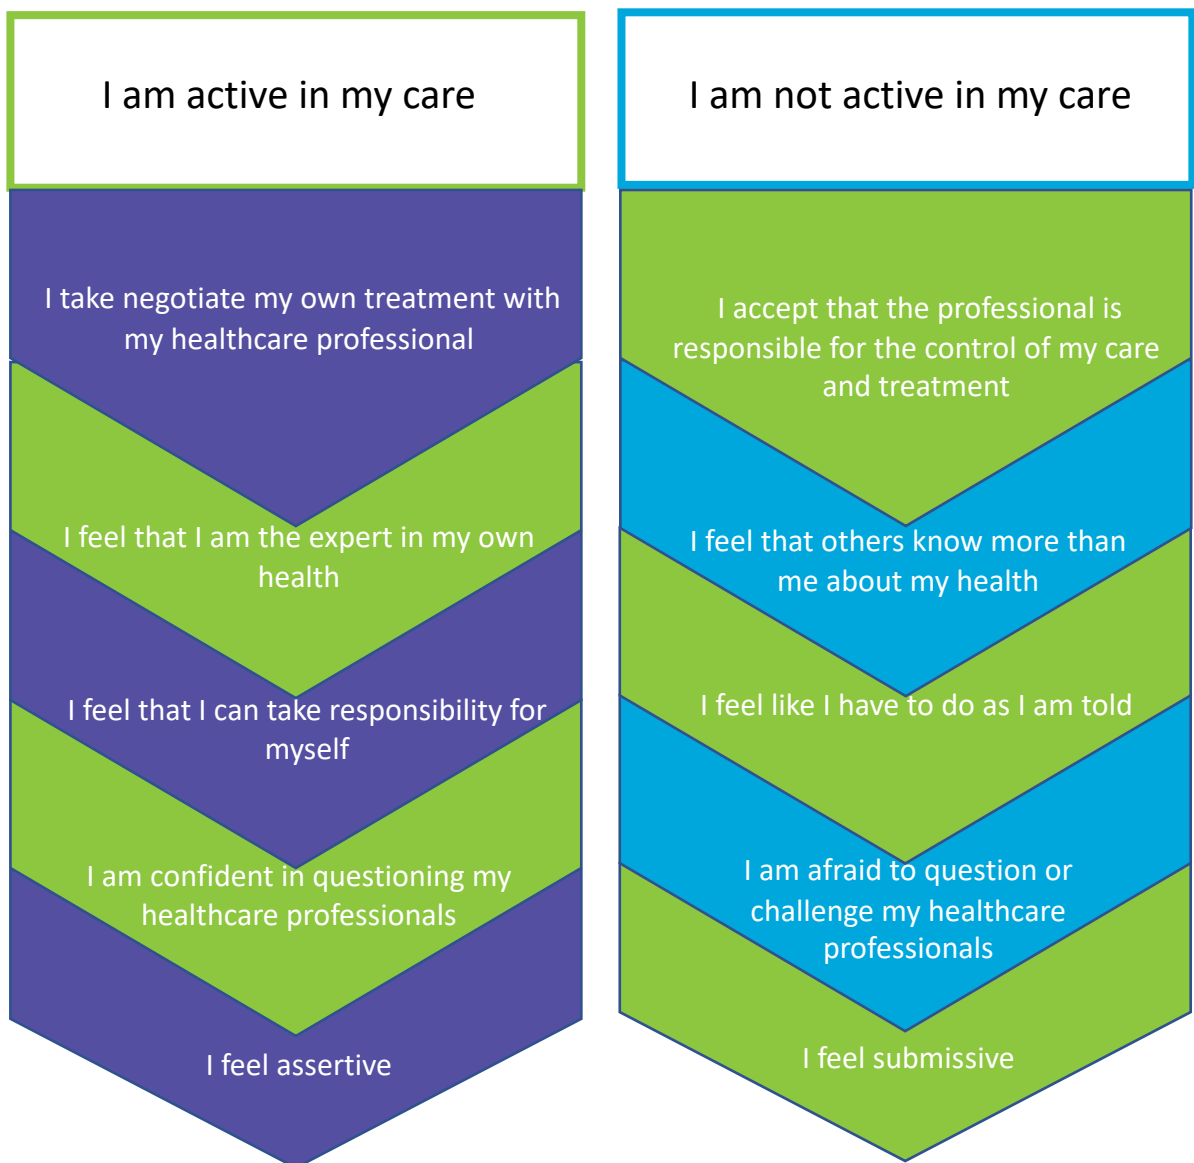 I am active in my care
I take negotiate my own treatment with
my healthcare professional
I feel that I am the expert in my own
health
I feel that I can take responsibility for
myself
I am confident in questioning my
healthcare professionals
I feel assertive
I am not active in my care
I accept that the professional is
responsible for the control of my care
and treatment
I feel that others know more than
me about my health
I feel like I have to do as I am told
I am afraid to question or
challenge my healthcare
professionals
I feel submissive